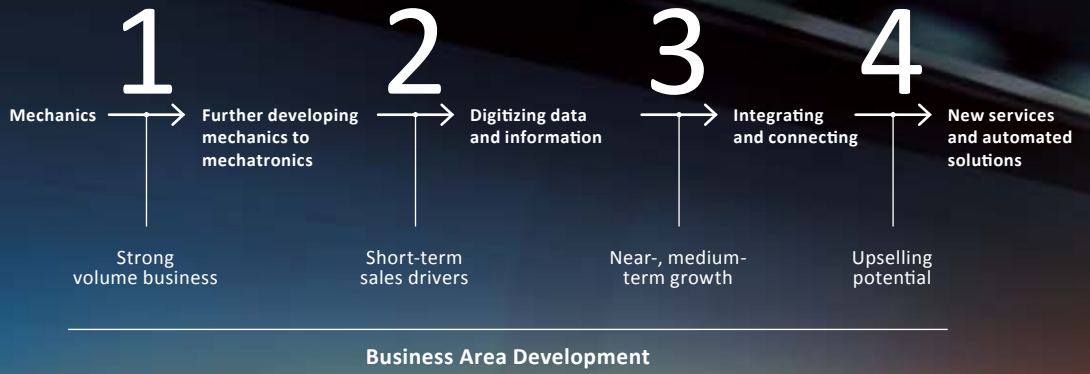 1 2 3 4
Mechanics
Further developing
mechanics to
mechatronics
Digitizing data
and information
Integrating
and connecting
New services
and automated
solutions
Strong
volume business
Short-term
sales drivers
Near-, medium-
term growth
Upselling
potential
Business Area Development